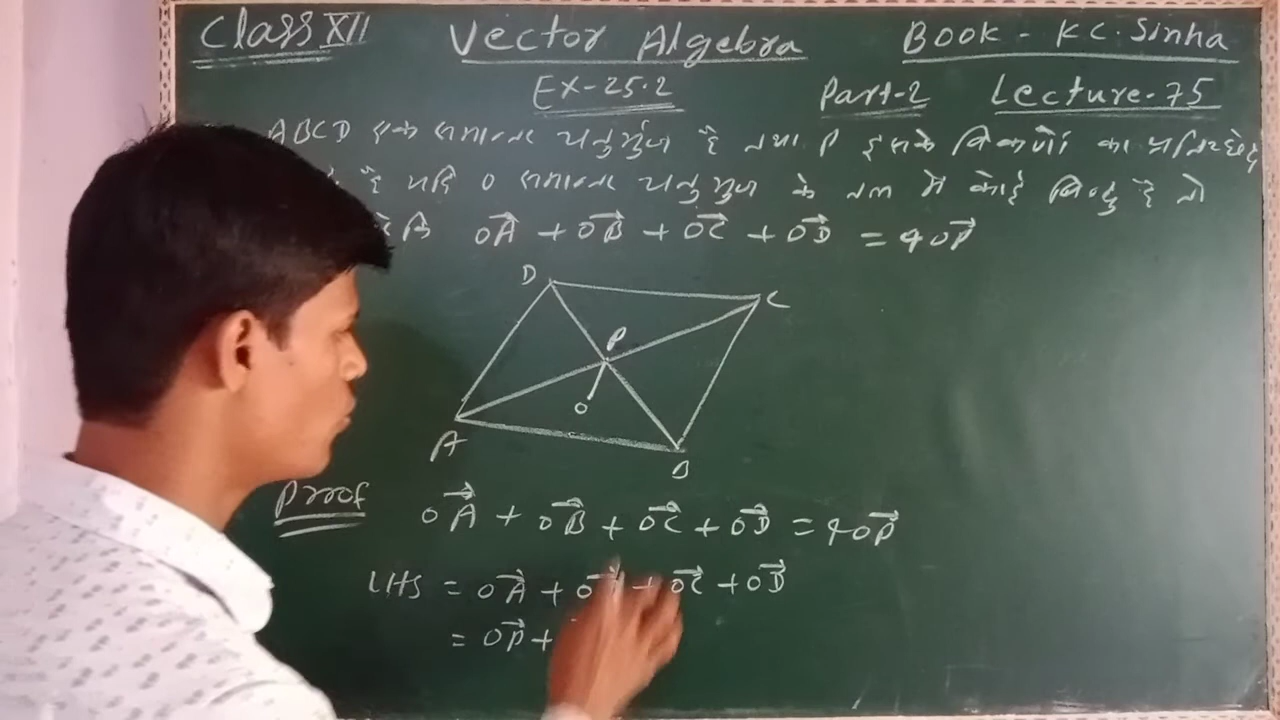 Class XII Vector Algebra Book - KC. Sinha
Ex-25.2 Part-2 Lecture-75
ABCD एक समान्तर चतुर्भुज है तथा P इसके विकर्णों का प्रतिच्छेद
है यदि O समान्तर चतुर्भुज के तल में कोई बिन्दु है तो
कि OA⃗ + OB⃗ + OC⃗ + OD⃗ = 4OP⃗
D
C
P
O
A
B
Proof OA⃗ + OB⃗ + OC⃗ + OD⃗ = 4OP⃗
LHS = OA⃗ + O + OC⃗ + OD⃗
= OP⃗ +